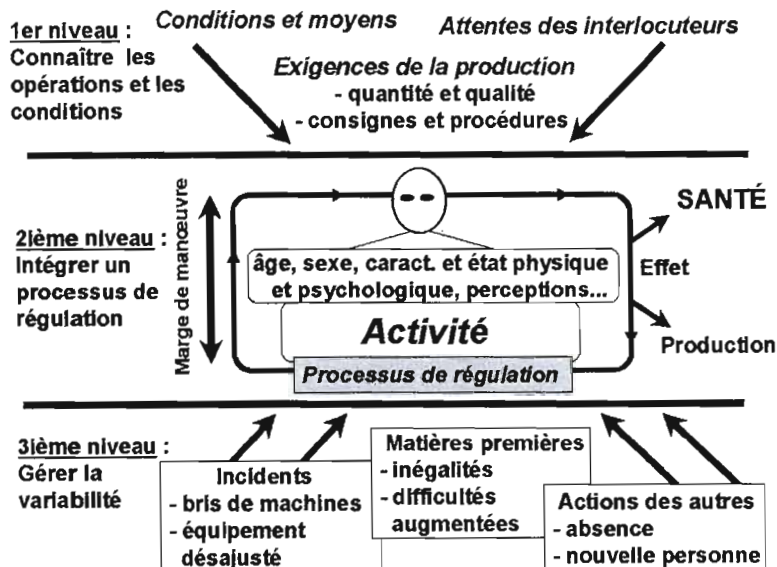 1er niveau :
Connaître les
opérations et les
conditions
Conditions et moyens
Attentes des interlocuteurs
Exigences de la production
- quantité et qualité
- consignes et procédures
2ième niveau :
Intégrer un
processus de
régulation
Marge de manœuvre
âge, sexe, caract. et état physique
et psychologique, perceptions...
Activité
Processus de régulation
SANTÉ
Effet
Production
3ième niveau :
Gérer la
variabilité
Incidents
- bris de machines
- équipement
désajusté
Matières premières
- inégalités
- difficultés
augmentées
Actions des autres
- absence
- nouvelle personne